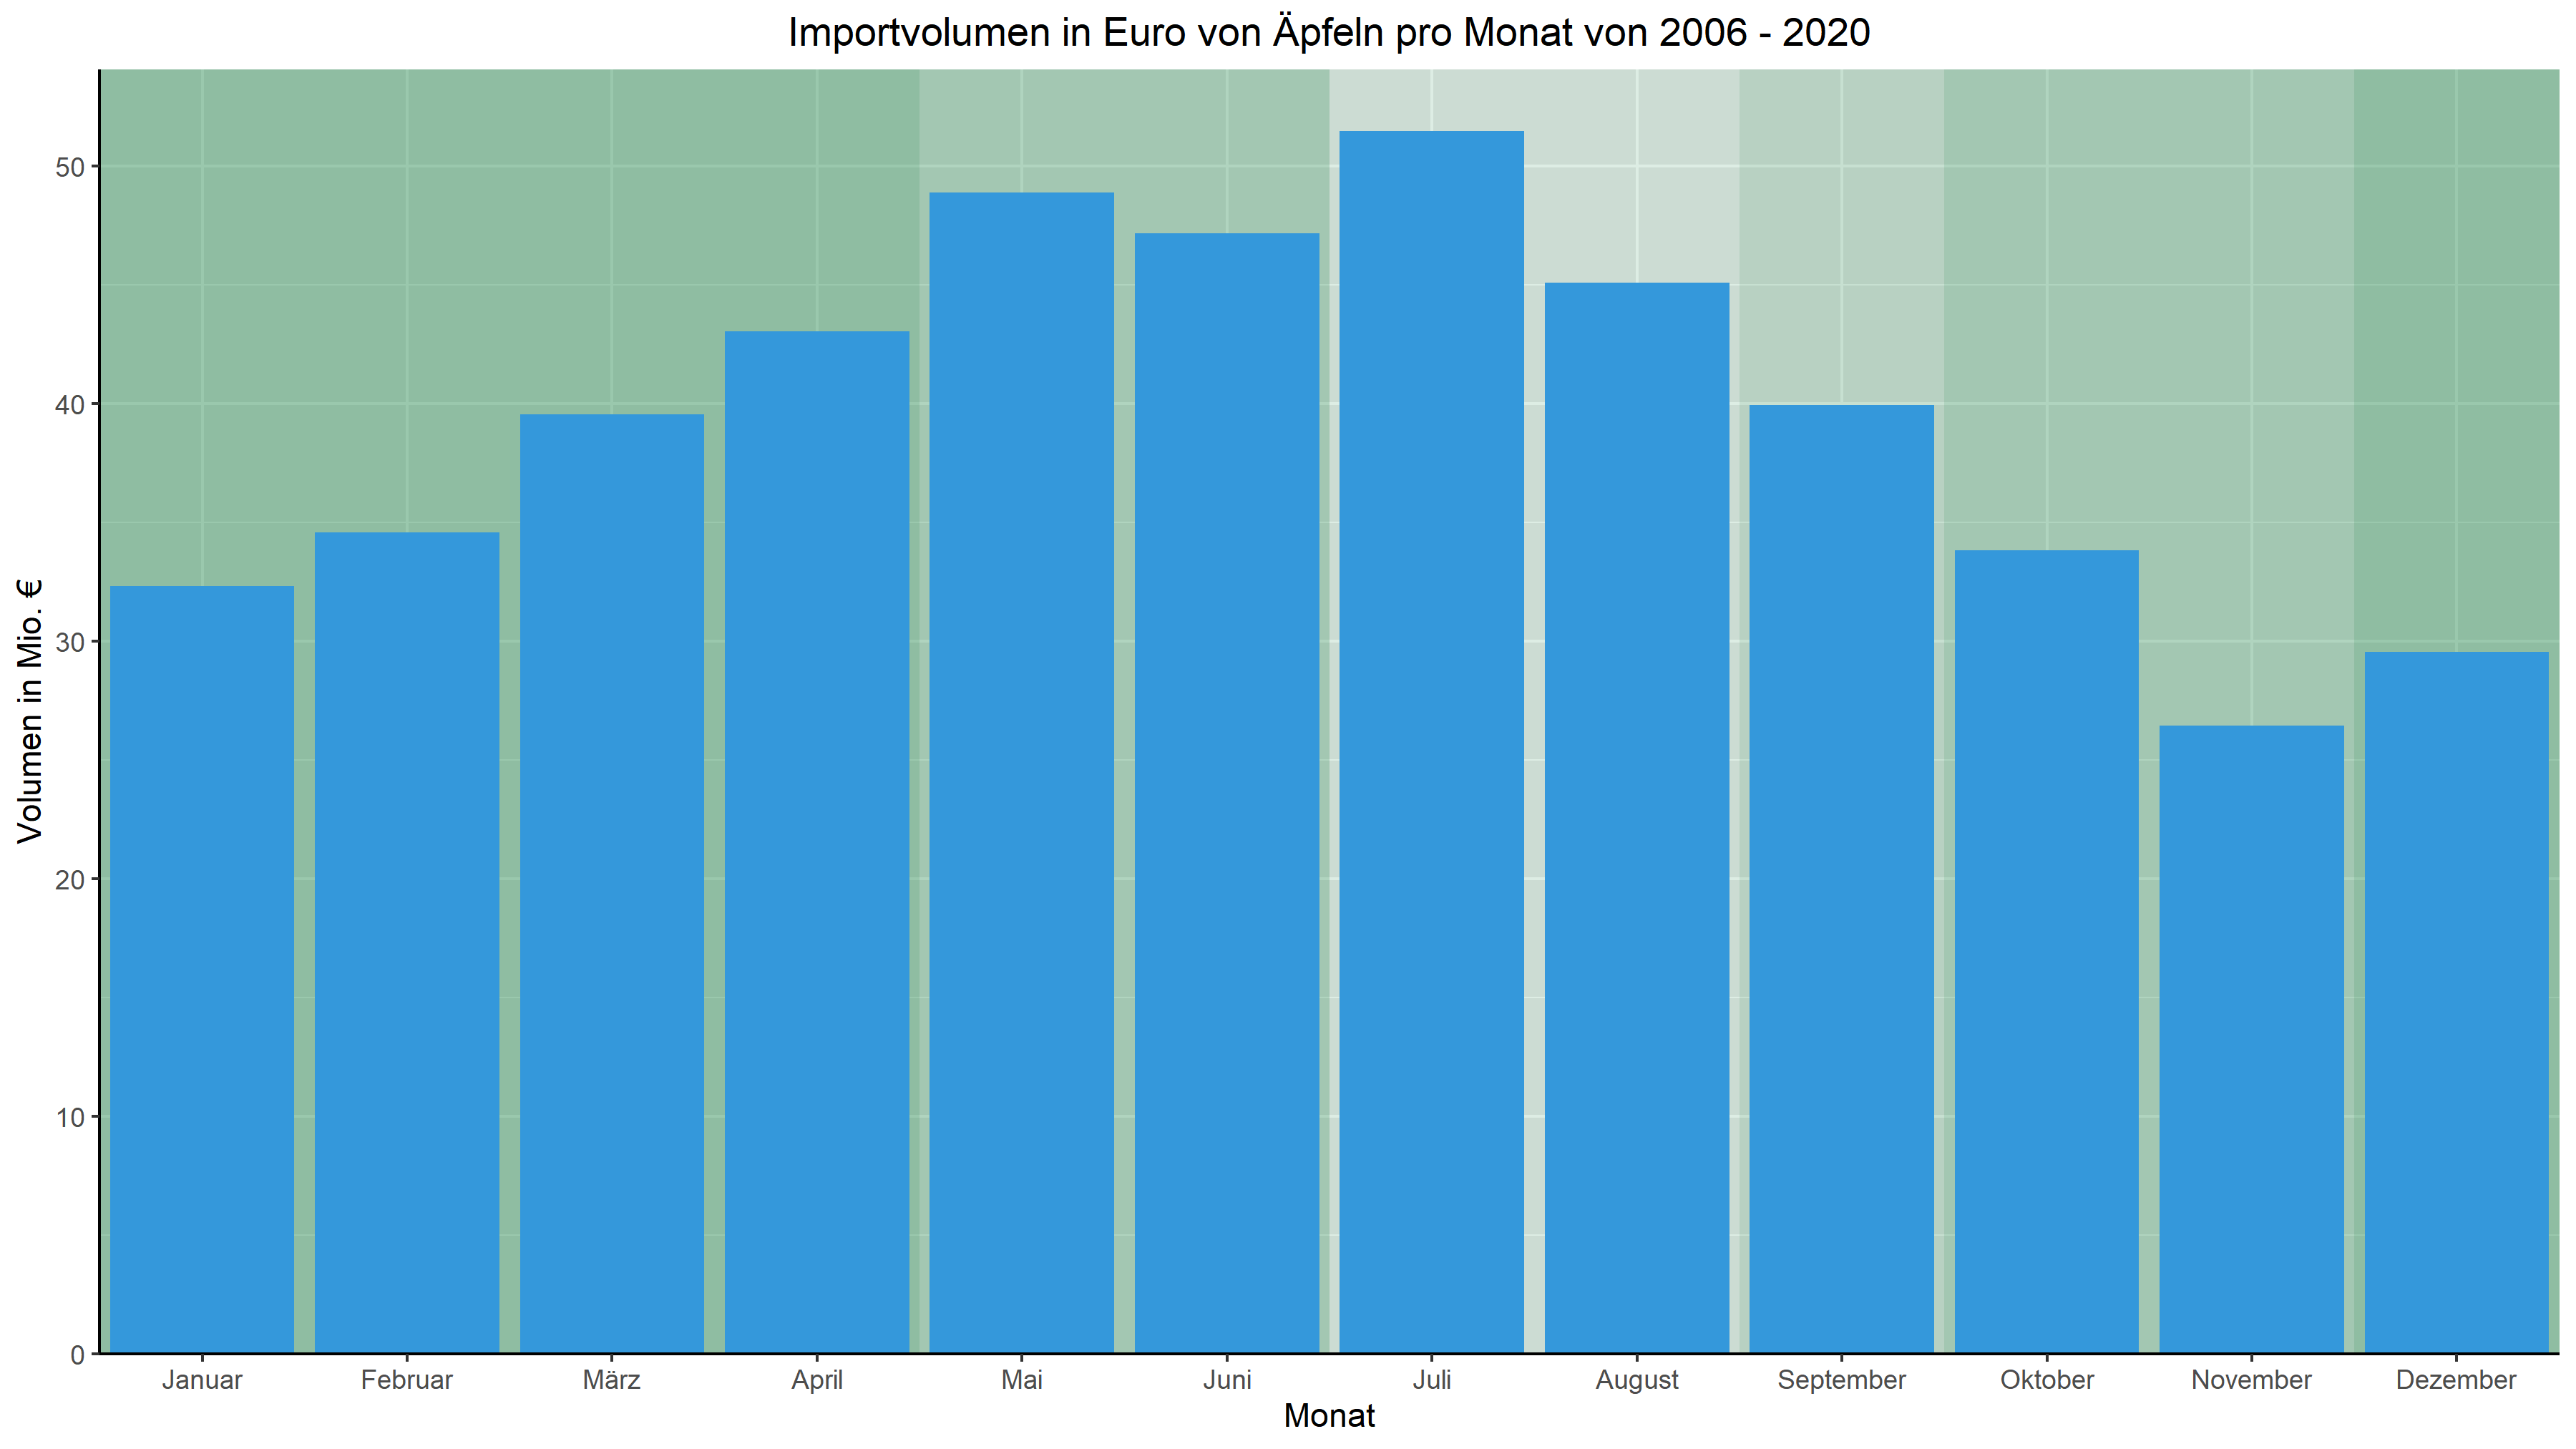 Importvolumen in Euro von Äpfeln pro Monat von 2006 - 2020
Volumen in Mio. €
50
40
30
20
10
0
Januar Februar März April Mai Juni Juli August September Oktober November Dezember
Monat